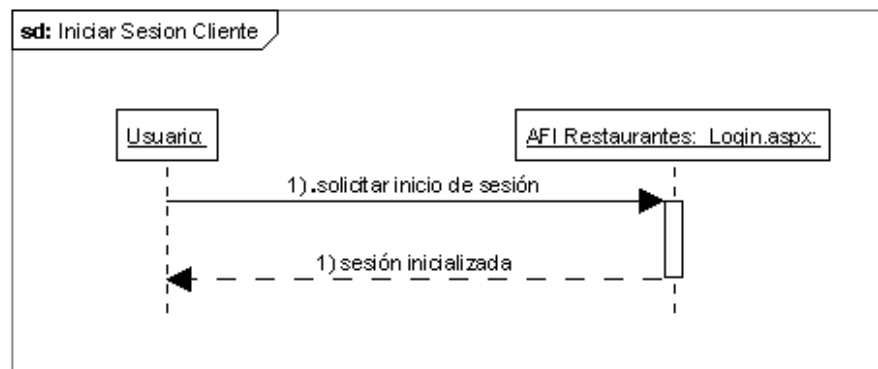 sd: Iniciar Sesion Cliente
Usuario:
AFI Restaurantes: Login.aspx:
1) .solicitar inicio de sesión
1) sesión inicializada